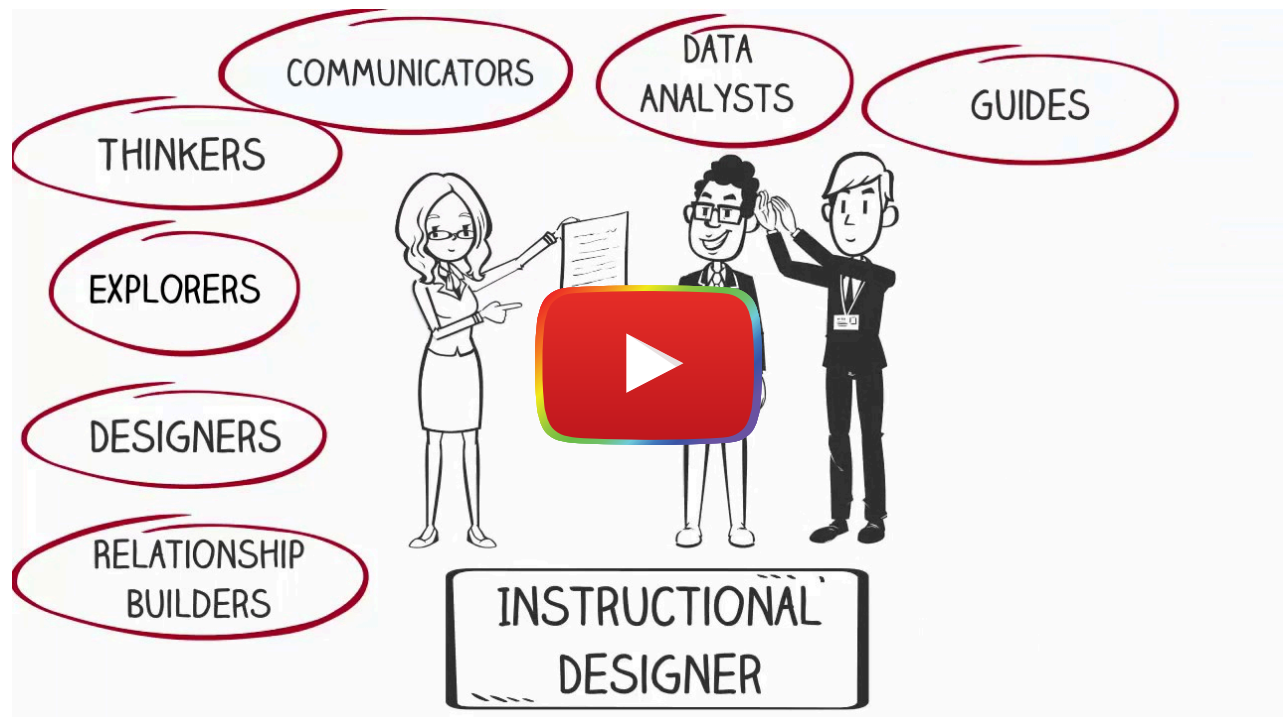 COMMUNICATORS
DATA
ANALYSTS
GUIDES
THINKERS
EXPLORERS
DESIGNERS
RELATIONSHIP
BUILDERS
INSTRUCTIONAL
DESIGNER